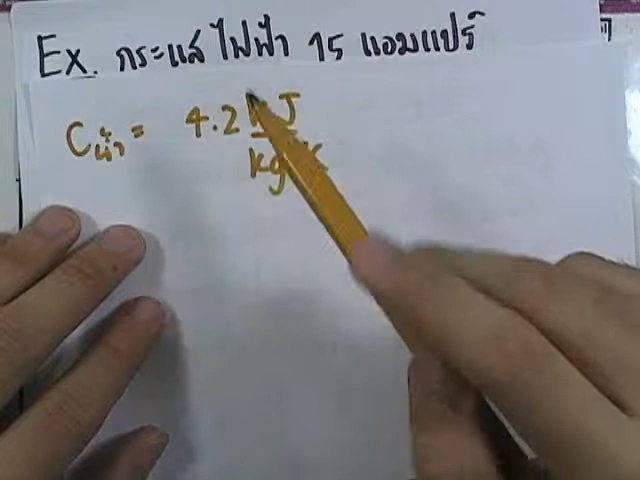 Ex. กระแสไฟฟ้า 15 แอมแปร์
Cน้ำ = 4.2 kJ
kg K